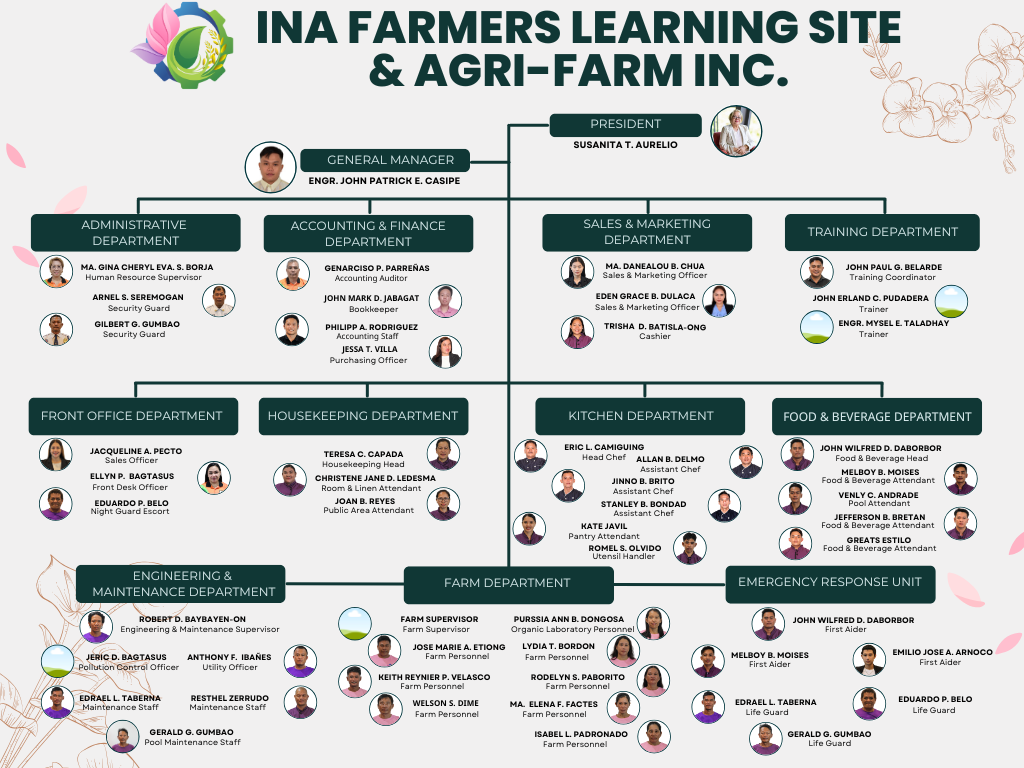 INA FARMERS LEARNING SITE
& AGRI-FARM INC.
PRESIDENT
SUSANITA T. AURELIO
GENERAL MANAGER
ENGR. JOHN PATRICK E. CASIPE
ADMINISTRATIVE
DEPARTMENT
MA. GINA CHERYL EVA. S. BORJA
Human Resource Supervisor
ARNEL S. SEREMOGAN
Security Guard
GILBERT G. GUMBAO
Security Guard
ACCOUNTING & FINANCE
DEPARTMENT
GENARCISO P. PARREÑAS
Accounting Auditor
JOHN MARK D. JABAGAT
Bookkeeper
PHILIPP A. RODRIGUEZ
Accounting Staff
JESSA T. VILLA
Purchasing Officer
SALES & MARKETING
DEPARTMENT
MA. DANEALOU B. CHUA
Sales & Marketing Officer
EDEN GRACE B. DULACA
Sales & Marketing Officer
TRISHA D. BATISLA-ONG
Cashier
TRAINING DEPARTMENT
JOHN PAUL G. BELARDE
Training Coordinator
JOHN ERLAND C. PUDADERA
Trainer
ENGR. MYSEL E. TALADHAY
Trainer
FRONT OFFICE DEPARTMENT
JACQUELINE A. PECTO
Sales Officer
ELLYN P. BAGTASUS
Front Desk Officer
EDUARDO P. BELO
Night Guard Escort
HOUSEKEEPING DEPARTMENT
TERESA C. CAPADA
Housekeeping Head
CHRISTENE JANE D. LEDESMA
Room & Linen Attendant
JOAN B. REYES
Public Area Attendant
KITCHEN DEPARTMENT
ERIC L. CAMIGUING
Head Chef
ALLAN B. DELMO
Assistant Chef
JINNO B. BRITO
Assistant Chef
STANLEY B. BONDAD
Assistant Chef
KATE JAVIL
Pantry Attendant
ROMEL S. OLVIDO
Utensil Handler
FOOD & BEVERAGE DEPARTMENT
JOHN WILFRED D. DABORBOR
Food & Beverage Head
MELBOY B. MOISES
Food & Beverage Attendant
VENLY C. ANDRADE
Pool Attendant
JEFFERSON B. BRETAN
Food & Beverage Attendant
GREATS ESTILO
Food & Beverage Attendant
ENGINEERING &
MAINTENANCE DEPARTMENT
ROBERT D. BAYBAYEN-ON
Engineering & Maintenance Supervisor
JERIC D. BAGTASUS
Pollution Control Officer
ANTHONY F. IBAÑES
Utility Officer
EDRAEL L. TABERNA
Maintenance Staff
RESTHEL ZERRUDO
Maintenance Staff
GERALD G. GUMBAO
Pool Maintenance Staff
FARM DEPARTMENT
FARM SUPERVISOR
Farm Supervisor
PURSSIA ANN B. DONGOSA
Organic Laboratory Personnel
JOSE MARIE A. ETIONG
Farm Personnel
LYDIA T. BORDON
Farm Personnel
KEITH REYNIER P. VELASCO
Farm Personnel
RODELYN S. PABORITO
Farm Personnel
WELSON S. DIME
Farm Personnel
MA. ELENA F. FACTES
Farm Personnel
ISABEL L. PADRONADO
Farm Personnel
EMERGENCY RESPONSE UNIT
JOHN WILFRED D. DABORBOR
First Aider
MELBOY B. MOISES
First Aider
EMILIO JOSE A. ARNOCO
First Aider
EDRAEL L. TABERNA
Life Guard
EDUARDO P. BELO
Life Guard
GERALD G. GUMBAO
Life Guard